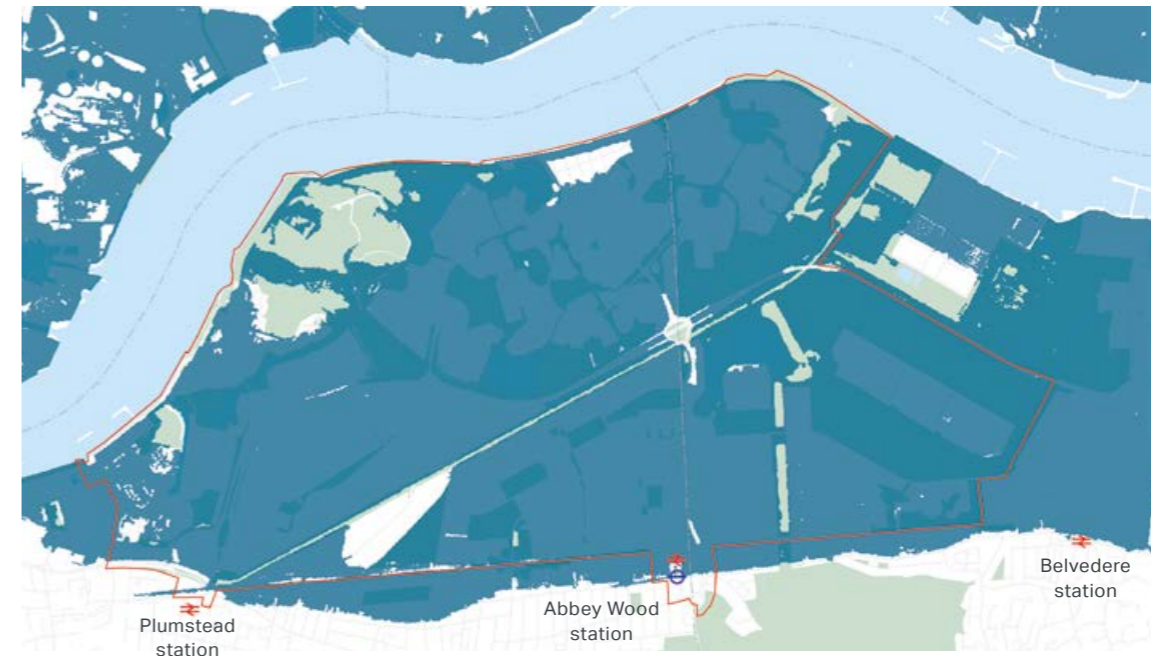 Plumstead
station
Abbey Wood
station
Belvedere
station